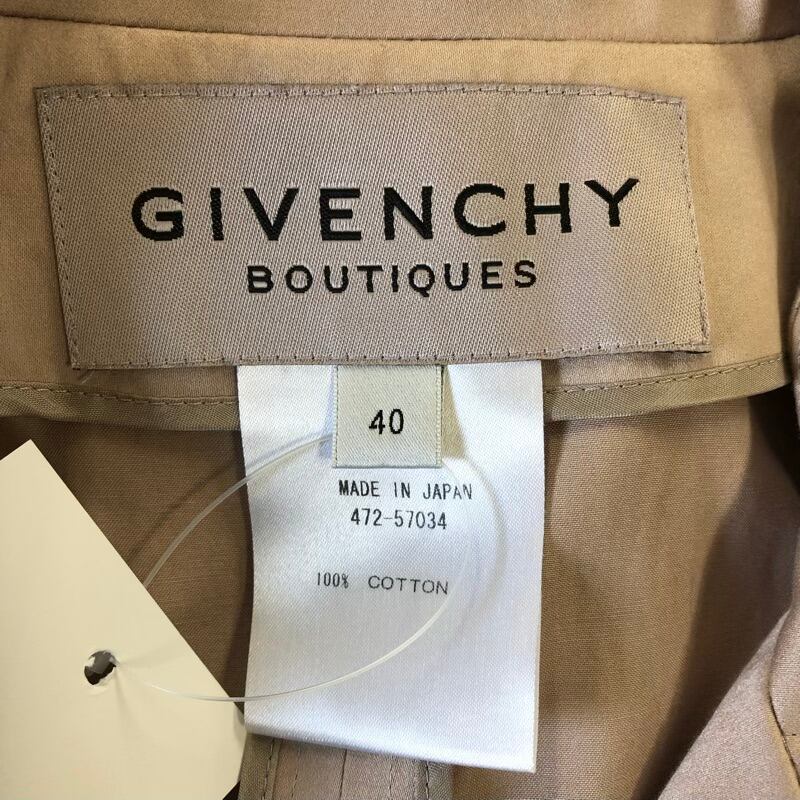 GIVENCHY
BOUTIQUES
40
MADE IN JAPAN
472-57034
100% COTTON